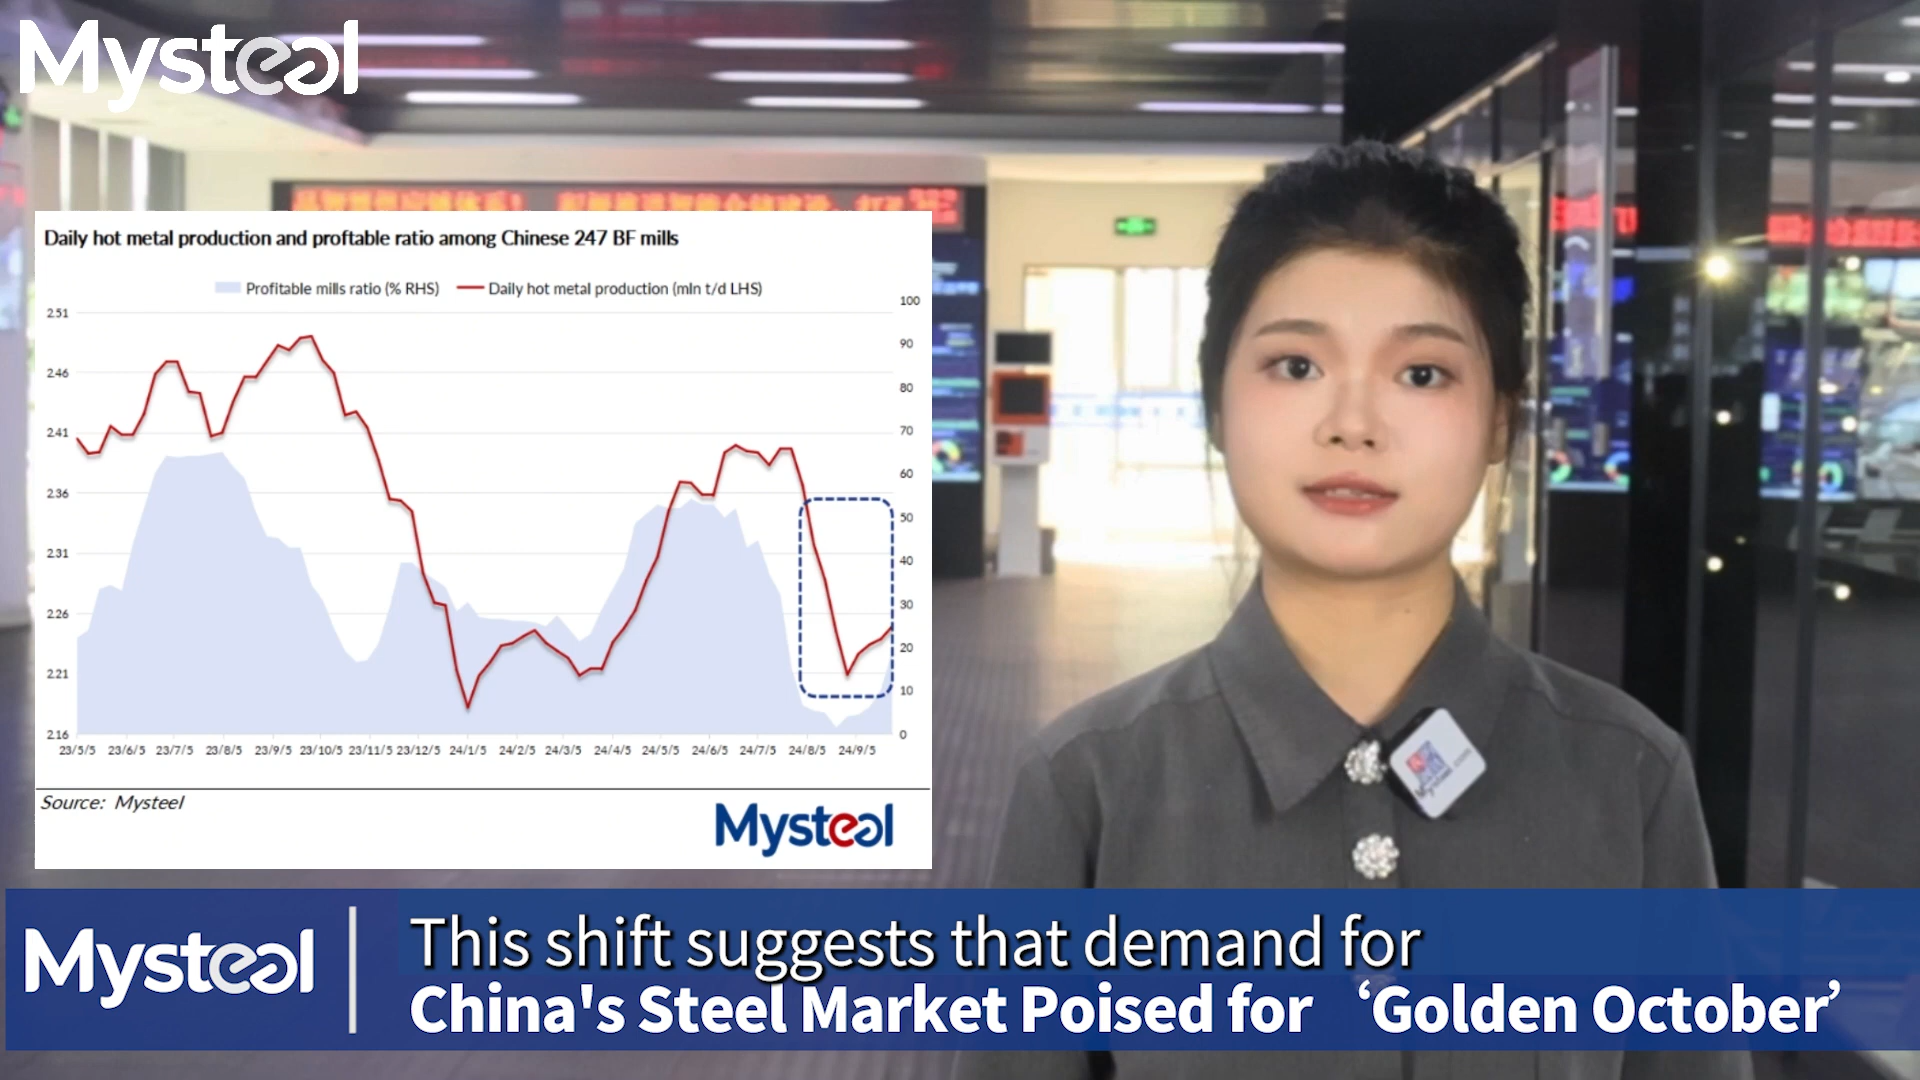 Mysteel
Daily hot metal production and proftable ratio among Chinese 247 BF mills
Profitable mills ratio (% RHS)
Daily hot metal production (mln t/d LHS)
2.51
2.46
2.41
2.36
2.31
2.26
2.21
2.16
100
90
80
70
60
50
40
30
20
10
0
23/5/5 23/6/5 23/7/5 23/8/5 23/9/5 23/10/5 23/11/5 23/12/5 24/1/5 24/2/5 24/3/5 24/4/5 24/5/5 24/6/5 24/7/5 24/8/5 24/9/5
Source: Mysteel
Mysteel
Mysteel
This shift suggests that demand for
China's Steel Market Poised for ‘Golden October’